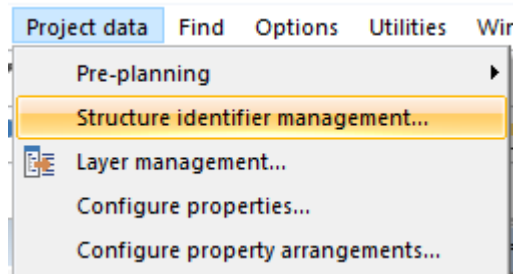 Project data Find Options Utilities
Pre-planning
Structure identifier management...
Layer management...
Configure properties...
Configure property arrangements...